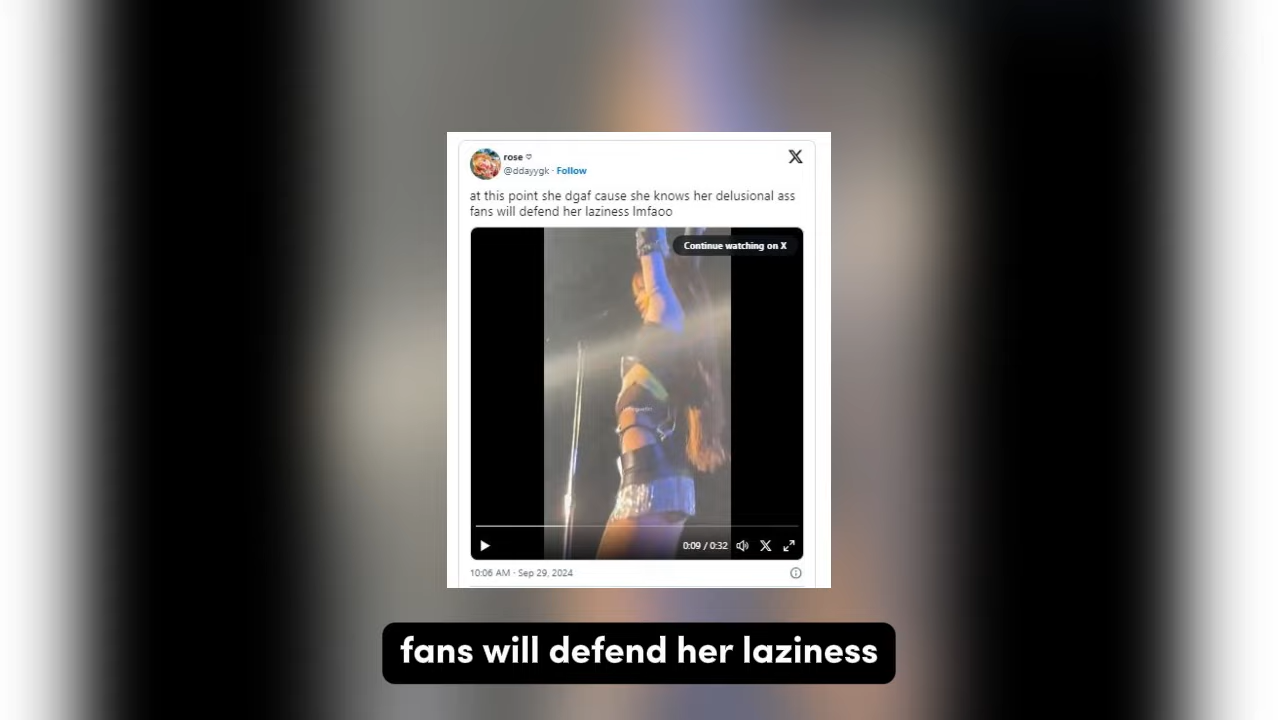 rose ♡
@ddayygk · Follow
at this point she dgaf cause she knows her delusional ass
fans will defend her laziness lmfaoo
Continue watching on X
0:09 / 0:32
10:06 AM · Sep 29, 2024
fans will defend her laziness